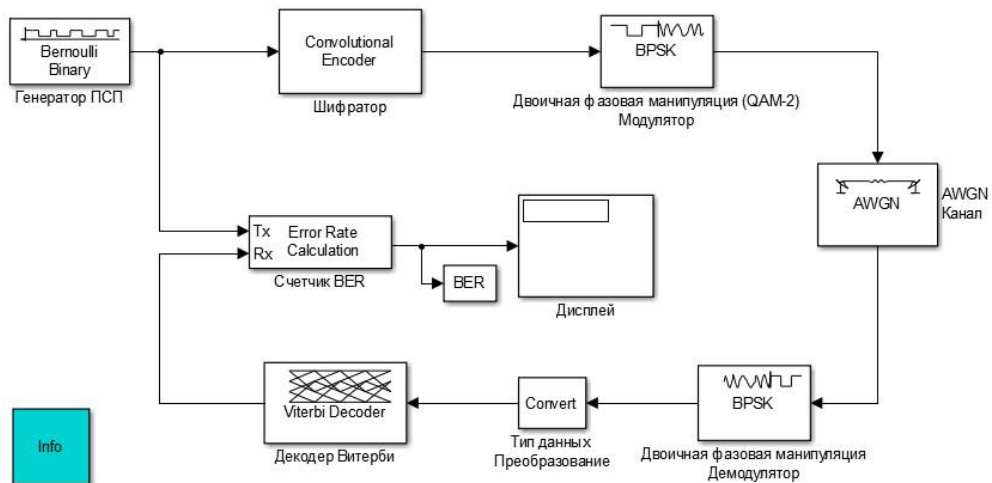 Bernoulli
Binary
Генератор ПСП
Convolutional
Encoder
Шифратор
BPSK
Двоичная фазовая манипуляция (QAM-2)
Модулятор
AWGN
AWGN
Канал
Tx
Rx
Error Rate
Calculation
Счетчик BER
BER
Дисплей
Viterbi Decoder
Декодер Витерби
Convert
Тип данных
Преобразование
BPSK
Двоичная фазовая манипуляция
Демодулятор
Info